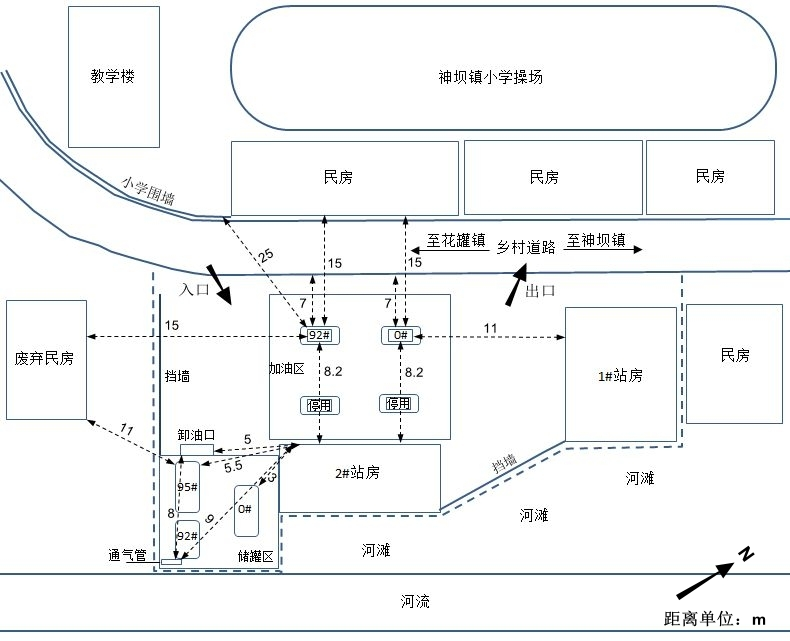 教学楼
神坝镇小学操场
小学围墙
民房
民房
民房
至花罐镇
乡村道路
至神坝镇
25
15
15
入口
7
7
出口
15
92#
0#
11
废弃民房
挡墙
加油区
8.2
8.2
1#站房
民房
停用
停用
11
卸油口
5
5.5
3
2#站房
挡墙
河滩
95#
8
9
0#
92#
河滩
河滩
通气管
储罐区
N
河流
距离单位：m